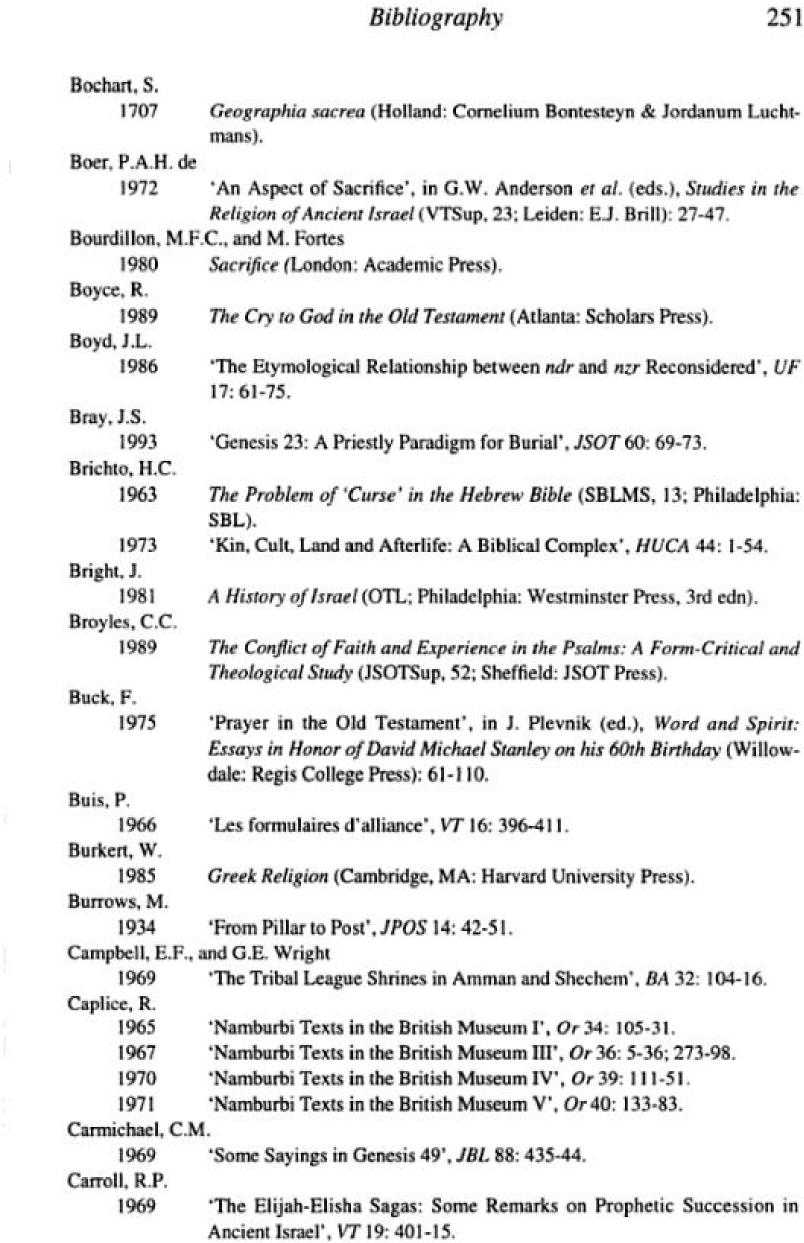 Bibliography 251
Bochart, S.
1707 Geographia sacrea (Holland: Cornelium Bontesteyn & Jordanum Lucht-
mans).
Boer, P.A.H. de
1972 'An Aspect of Sacrifice', in G.W. Anderson et al. (eds.), Studies in the
Religion of Ancient Israel (VTSup, 23; Leiden: E.J. Brill): 27-47.
Bourdillon, M.F.C., and M. Fortes
1980 Sacrifice (London: Academic Press).
Boyce, R.
1989 The Cry to God in the Old Testament (Atlanta: Scholars Press).
Boyd, J.L.
1986 'The Etymological Relationship between ndr and nzr Reconsidered', UF
17: 61-75.
Bray, J.S.
1993 'Genesis 23: A Priestly Paradigm for Burial', JSOT 60: 69-73.
Brichto, H.C.
1963 The Problem of 'Curse' in the Hebrew Bible (SBLMS, 13; Philadelphia:
SBL).
1973 'Kin, Cult, Land and Afterlife: A Biblical Complex', HUCA 44: 1-54.
Bright, J.
1981 A History of Israel (OTL; Philadelphia: Westminster Press, 3rd edn).
Broyles, C.C.
1989 The Conflict of Faith and Experience in the Psalms: A Form-Critical and
Theological Study (JSOTSup, 52; Sheffield: JSOT Press).
Buck, F.
1975 'Prayer in the Old Testament', in J. Plevnik (ed.), Word and Spirit:
Essays in Honor of David Michael Stanley on his 60th Birthday (Willow-
dale: Regis College Press): 61-110.
Buis, P.
1966 'Les formulaires d'alliance', VT 16: 396-411.
Burkert, W.
1985 Greek Religion (Cambridge, MA: Harvard University Press).
Burrows, M.
1934 'From Pillar to Post', JPOS 14: 42-51.
Campbell, E.F., and G.E. Wright
1969 'The Tribal League Shrines in Amman and Shechem', BA 32: 104-16.
Caplice, R.
1965 'Namburbi Texts in the British Museum I', Or 34: 105-31.
1967 'Namburbi Texts in the British Museum III', Or 36: 5-36; 273-98.
1970 'Namburbi Texts in the British Museum IV', Or 39: 111-51.
1971 'Namburbi Texts in the British Museum V', Or 40: 133-83.
Carmichael, C.M.
1969 'Some Sayings in Genesis 49', JBL 88: 435-44.
Carroll, R.P.
1969 'The Elijah-Elisha Sagas: Some Remarks on Prophetic Succession in
Ancient Israel', VT 19: 401-15.